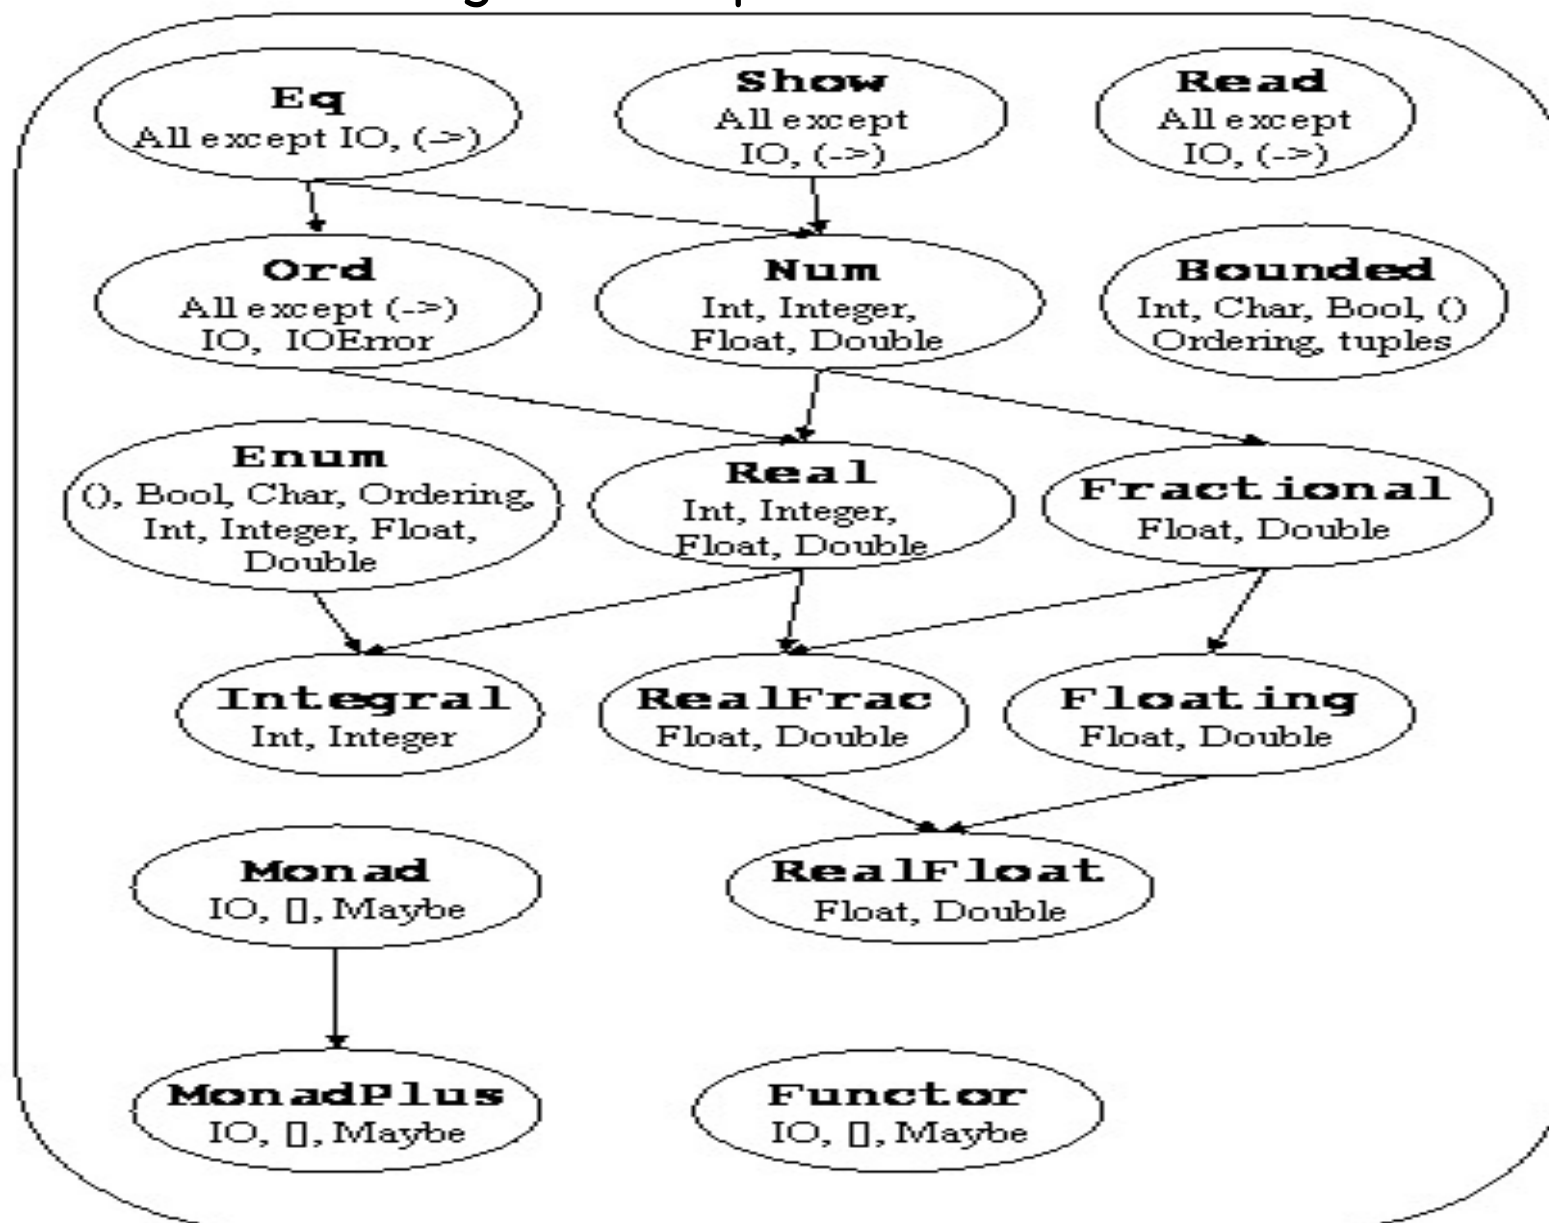 Eq
All except IO, (->)
Show
All except
IO, (->)
Read
All except
IO, (->)
Ord
All except (->)
IO, IOError
Num
Int, Integer,
Float, Double
Bounded
Int, Char, Bool, ()
Ordering, tuples
Enum
(), Bool, Char, Ordering,
Int, Integer, Float,
Double
Real
Int, Integer,
Float, Double
Fractional
Float, Double
Integral
Int, Integer
RealFrac
Float, Double
Floating
Float, Double
Monad
IO, [], Maybe
RealFloat
Float, Double
MonadPlus
IO, [], Maybe
Functor
IO, [], Maybe